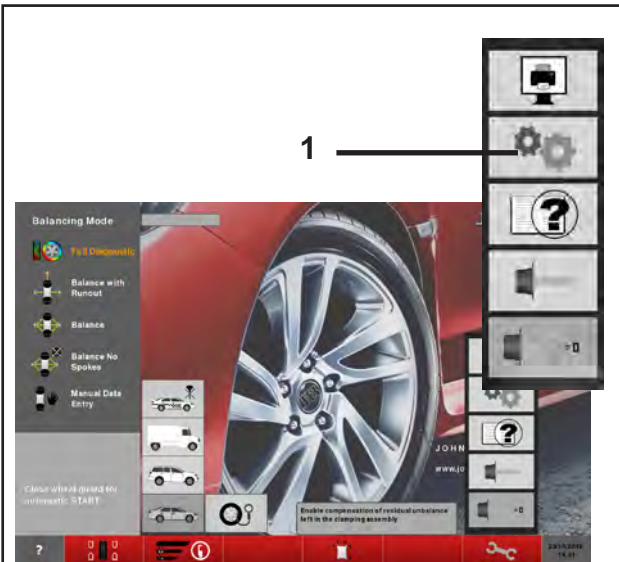 1
Balancing Mode
Full Diagnostic
Balance with
Runout
Balance
Balance No
Spokes
Manual Data
Entry
Close wheel guard for
automatic START
JOHN
www.jo
Enable compensation of residual unbalance
left in the clamping assembly
?
?
=0
=0
?